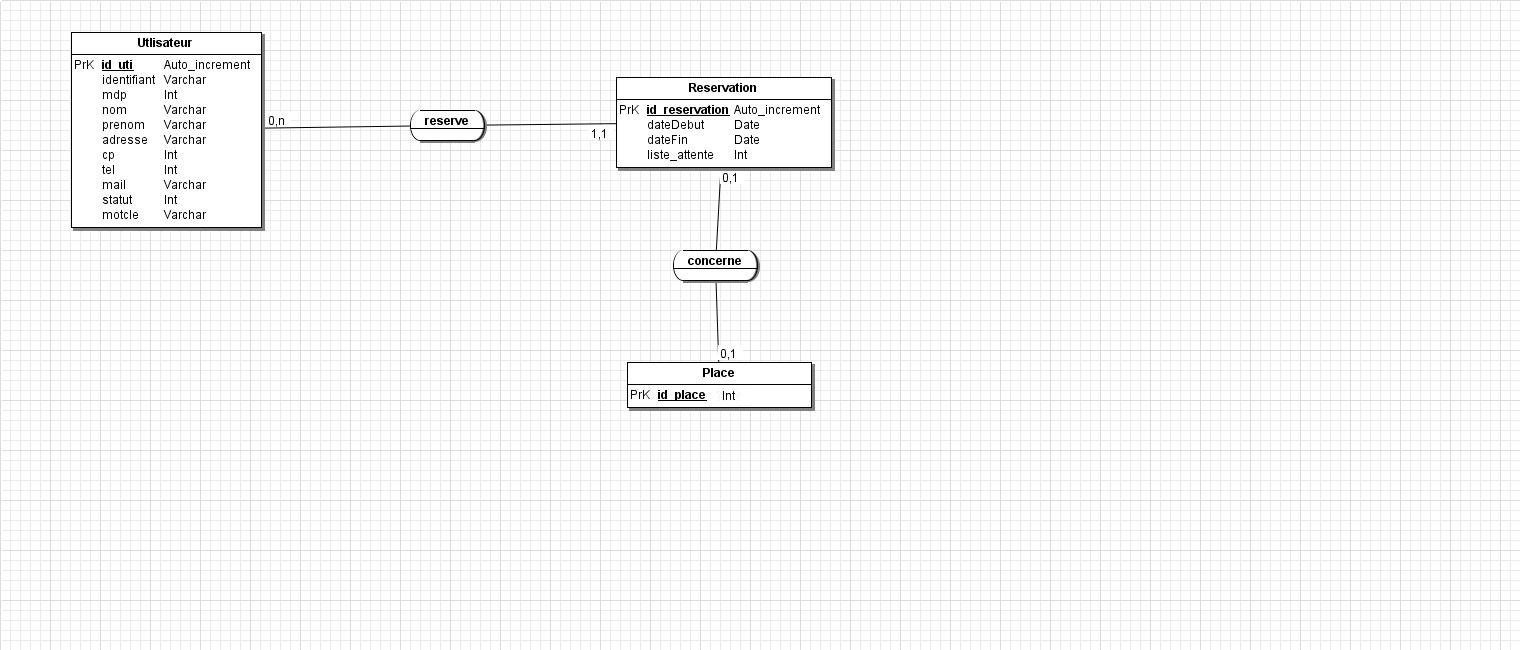 Utlisateur
PrK id_uti Auto_increment
identifiant Varchar
mdp Int
nom Varchar
prenom Varchar
adresse Varchar
cp Int
tel Int
mail Varchar
statut Int
motcle Varchar
0,n
reserve
1,1
Reservation
PrK id_reservation Auto_increment
dateDebut Date
dateFin Date
liste_attente Int
0,1
concerne
0,1
Place
PrK id_place Int